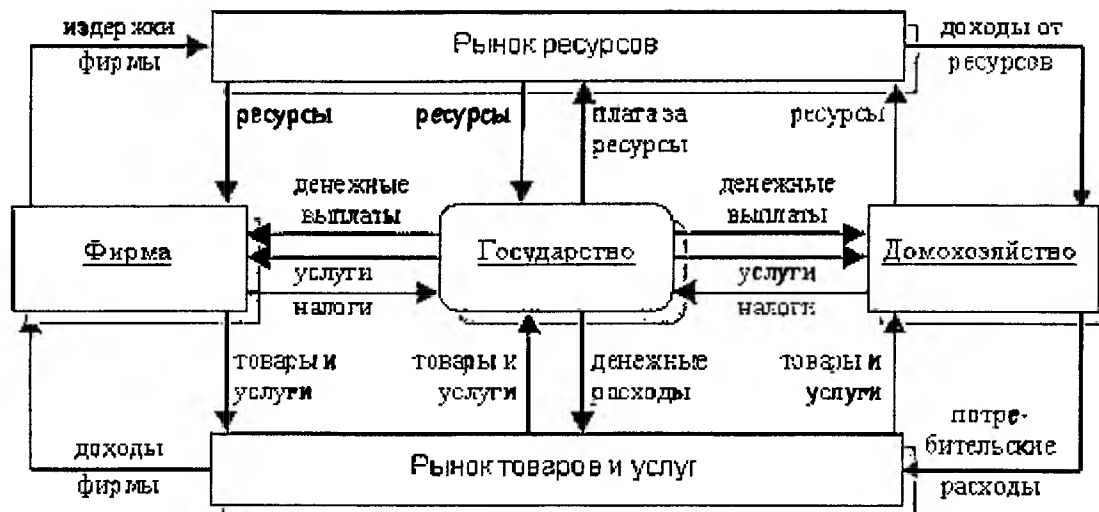 издержки
фирмы
Рынок ресурсов
доходы от
ресурсов
ресурсы
ресурсы
плата за
ресурсы
ресурсы
денежные
выплаты
денежные
выплаты
Фирма
Государство
Домохозяйство
услуги
налоги
услуги
налоги
товары и
услуги
товары и
услуги
денежные
расходы
товары и
услуги
доходы
фирмы
Рынок товаров и услуг
потре-
бительские
расходы